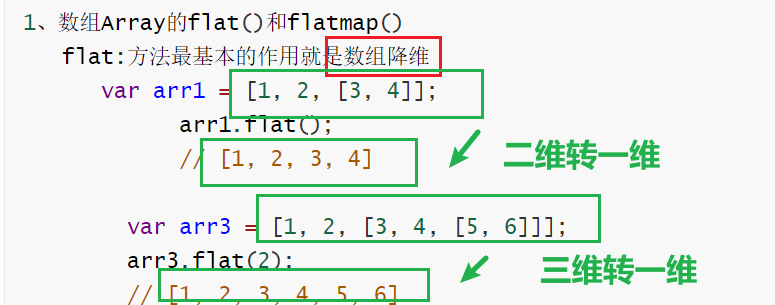 1、数组Array的flat()和flatmap()
flat:方法最基本的作用就是数组降维
var arr1 = [1, 2, [3, 4]];
arr1.flat();
// [1, 2, 3, 4]
二维转一维
var arr3 = [1, 2, [3, 4, [5, 6]]];
arr3.flat(2);
三维转一维
// [1, 2, 3, 4, 5, 6]